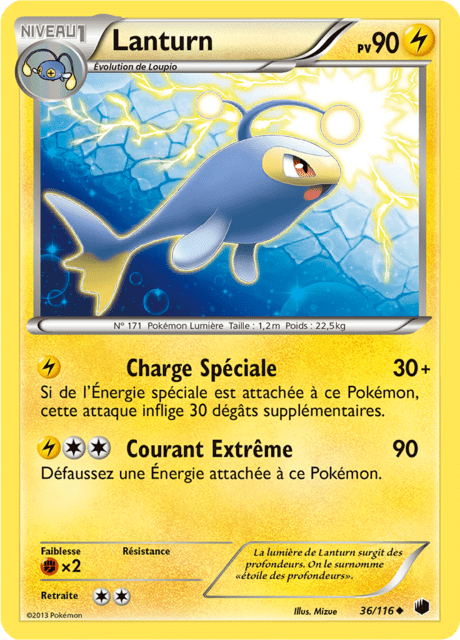 NIVEAU 1
Lanturn
PV 90
Évolution de Loupio
N° 171 Pokémon Lumière Taille : 1,2m Poids : 22,5kg
Charge Spéciale 30+
Si de l'Énergie spéciale est attachée à ce Pokémon,
cette attaque inflige 30 dégâts supplémentaires.
Courant Extrême 90
Défaussez une Énergie attachée à ce Pokémon.
Faiblesse
Résistance
×2
Retraite
La lumière de Lanturn surgit des
profondeurs. On le surnomme
«étoile des profondeurs».
©2013 Pokémon
Illus. Mizue
36/116